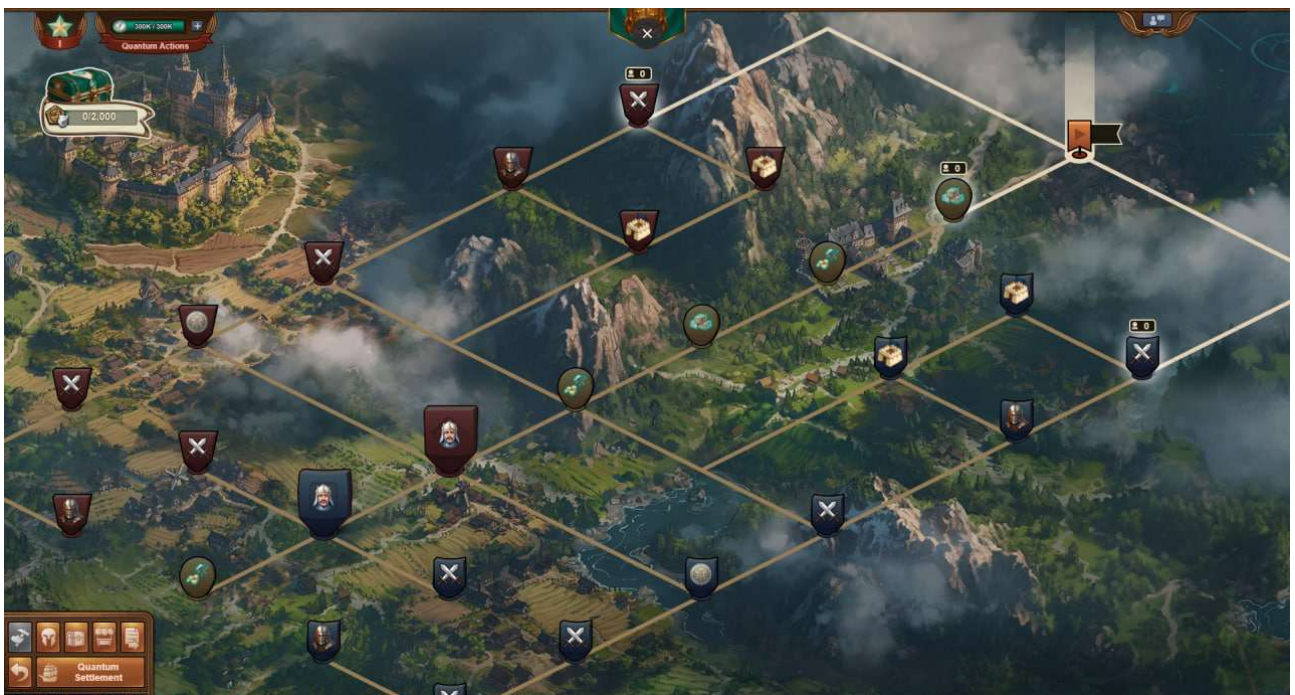 I
300K / 300K
Quantum Actions
0/2.000
0
0
0
Quantum
Settlement